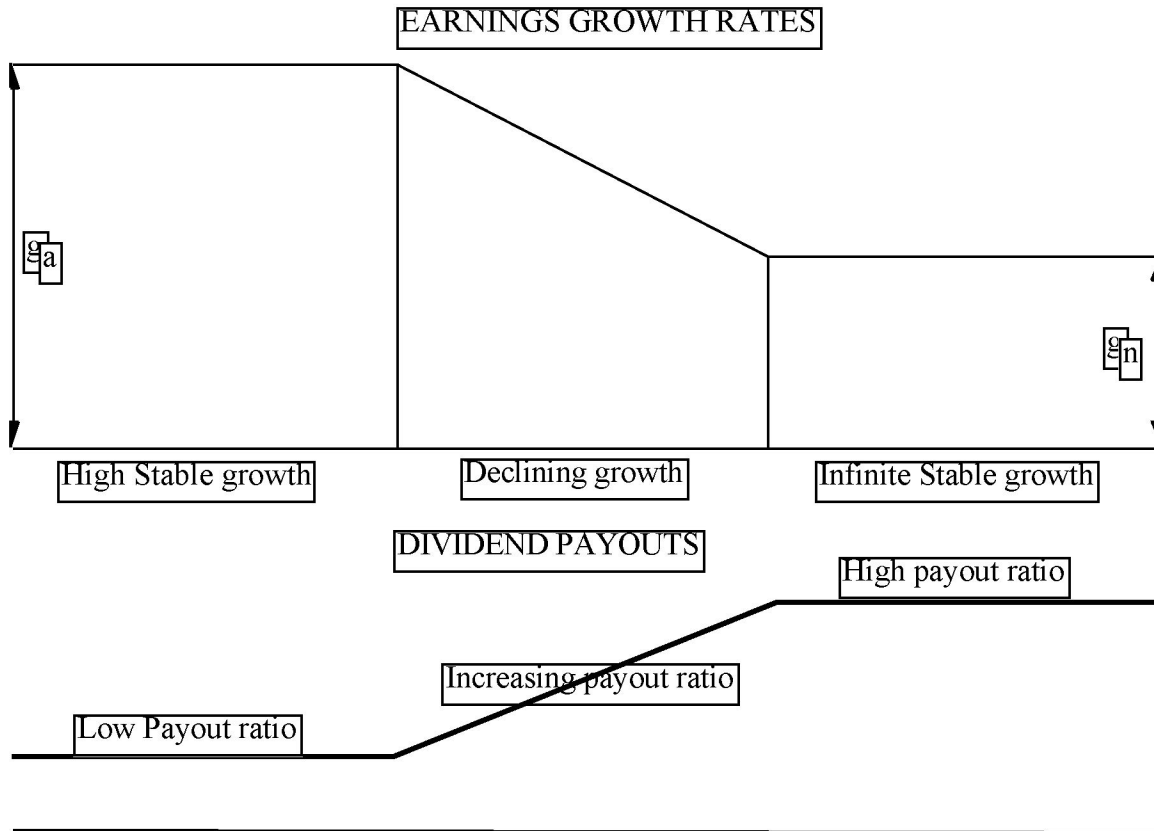 EARNINGS GROWTH RATES
ga
gn
High Stable growth
Declining growth
Infinite Stable growth
DIVIDEND PAYOUTS
High payout ratio
Increasing payout ratio
Low Payout ratio